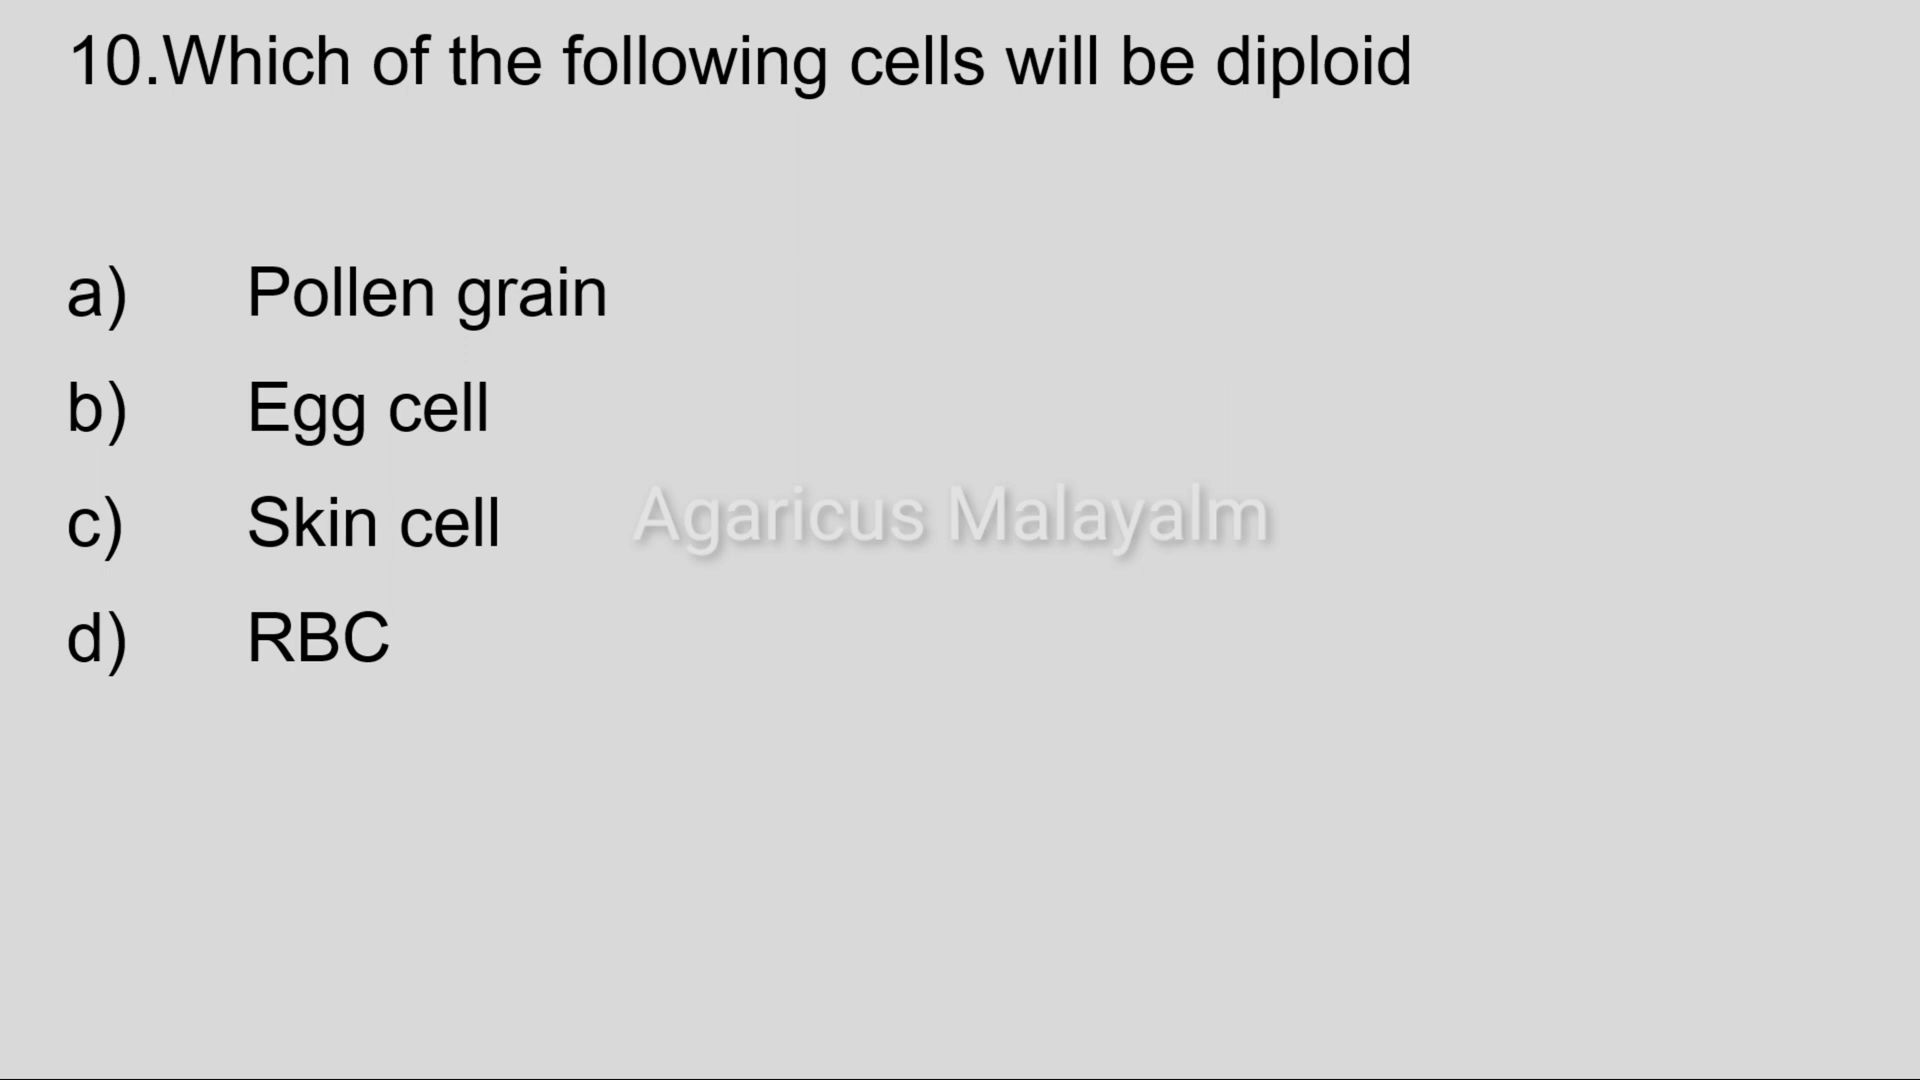 10.Which of the following cells will be diploid
a) Pollen grain
b) Egg cell
c) Skin cell
Agaricus Malayalm
d) RBC